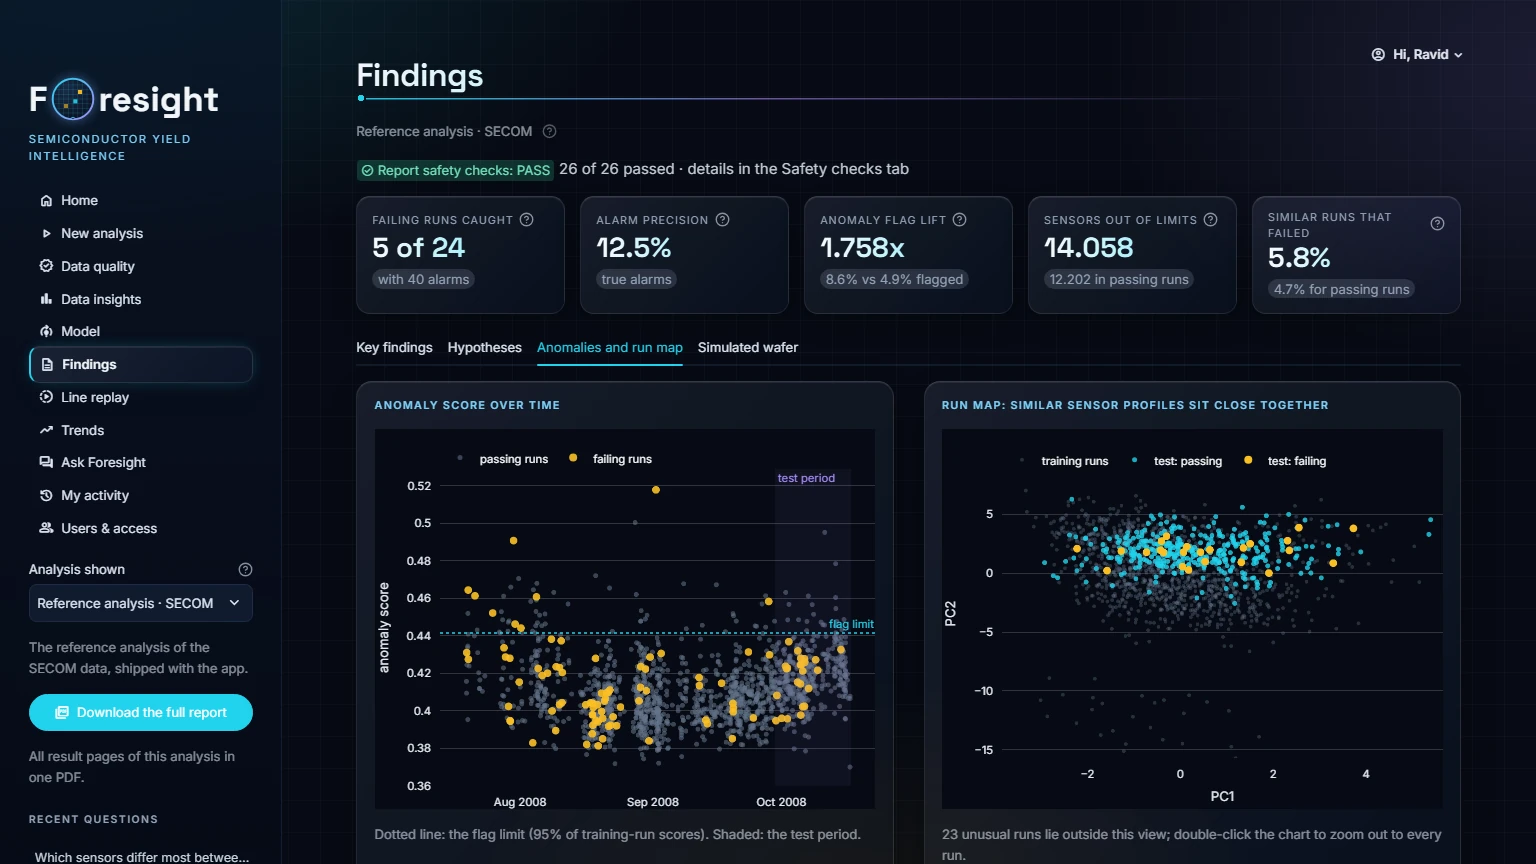 Foresight
SEMICONDUCTOR YIELD
INTELLIGENCE
Home
New analysis
Data quality
Data insights
Model
Findings
Line replay
Trends
Ask Foresight
My activity
Users & access
Analysis shown
Reference analysis · SECOM
The reference analysis of the
SECOM data, shipped with the app.
Download the full report
All result pages of this analysis in
one PDF.
RECENT QUESTIONS
Which sensors differ most betwee...
Hi, Ravid
Findings
Reference analysis · SECOM
Report safety checks: PASS 26 of 26 passed · details in the Safety checks tab
FAILING RUNS CAUGHT
5 of 24
with 40 alarms
ALARM PRECISION
12.5%
true alarms
ANOMALY FLAG LIFT
1.758x
8.6% vs 4.9% flagged
SENSORS OUT OF LIMITS
14.058
12.202 in passing runs
SIMILAR RUNS THAT
FAILED
5.8%
4.7% for passing runs
Key findings Hypotheses Anomalies and run map Simulated wafer
ANOMALY SCORE OVER TIME
passing runs failing runs
test period
flag limit
anomaly score
0.52
0.5
0.48
0.46
0.44
0.42
0.4
0.38
0.36
Aug 2008 Sep 2008 Oct 2008
Dotted line: the flag limit (95% of training-run scores). Shaded: the test period.
RUN MAP: SIMILAR SENSOR PROFILES SIT CLOSE TOGETHER
training runs test: passing test: failing
PC2
5
0
−5
−10
−15
−2 0 2 4
PC1
23 unusual runs lie outside this view; double-click the chart to zoom out to every
run.